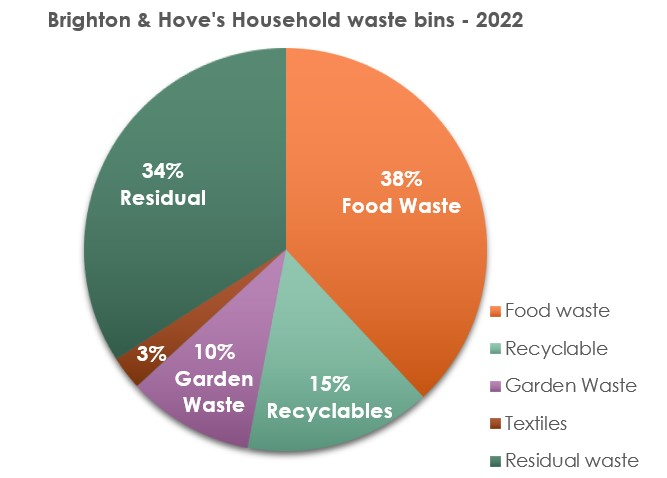 Brighton & Hove's Household waste bins - 2022
34%
Residual
38%
Food Waste
3%
10%
Garden
Waste
15%
Recyclables
Food waste
Recyclable
Garden Waste
Textiles
Residual waste